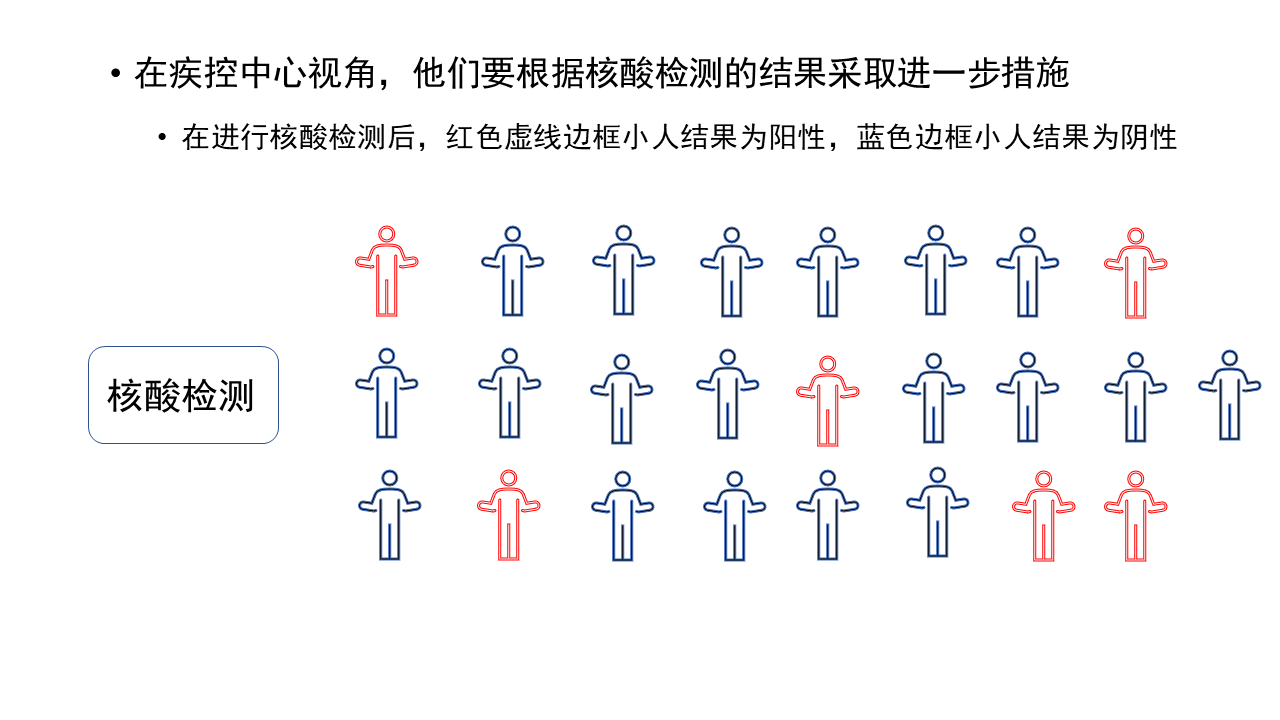 • 在疾控中心视角，他们要根据核酸检测的结果采取进一步措施
• 在进行核酸检测后，红色虚线边框小人结果为阳性，蓝色边框小人结果为阴性
核酸检测